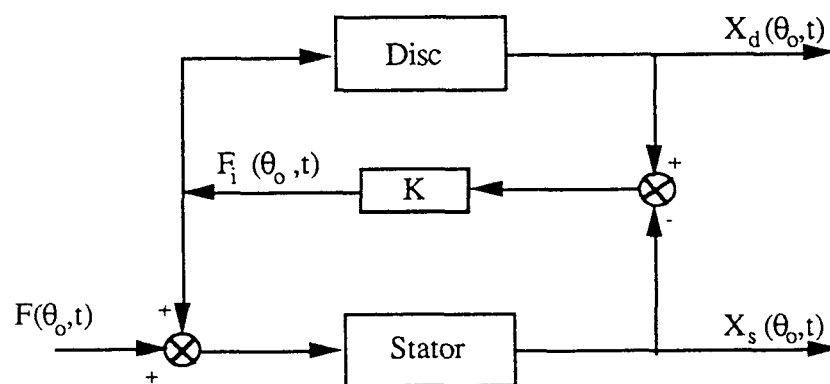 X_d (θ_o,t)
Disc
F_i (θ_o ,t)
K
+
-
+
F(θ_o,t)
+
Stator
X_s (θ_o,t)